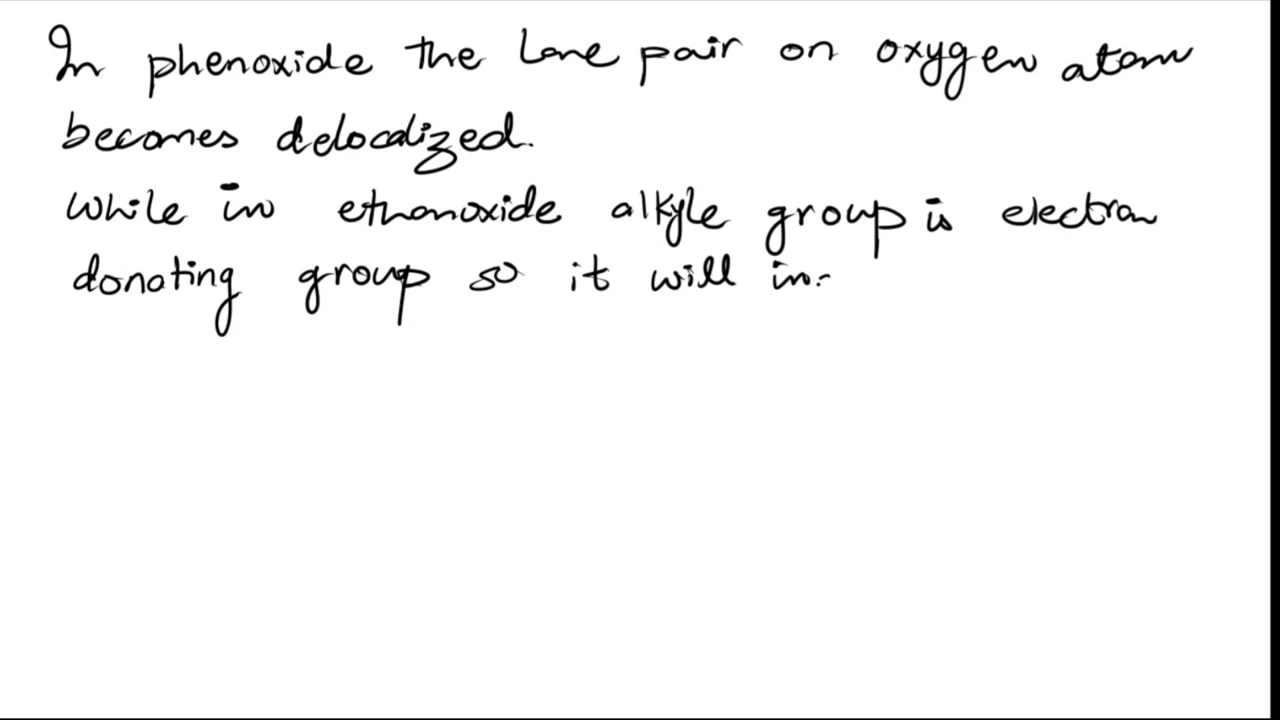 In phenoxide the lone pair on oxygen atom
becomes delocalized.
while in ethanoxide alkyle group is electron
donating group so it will in